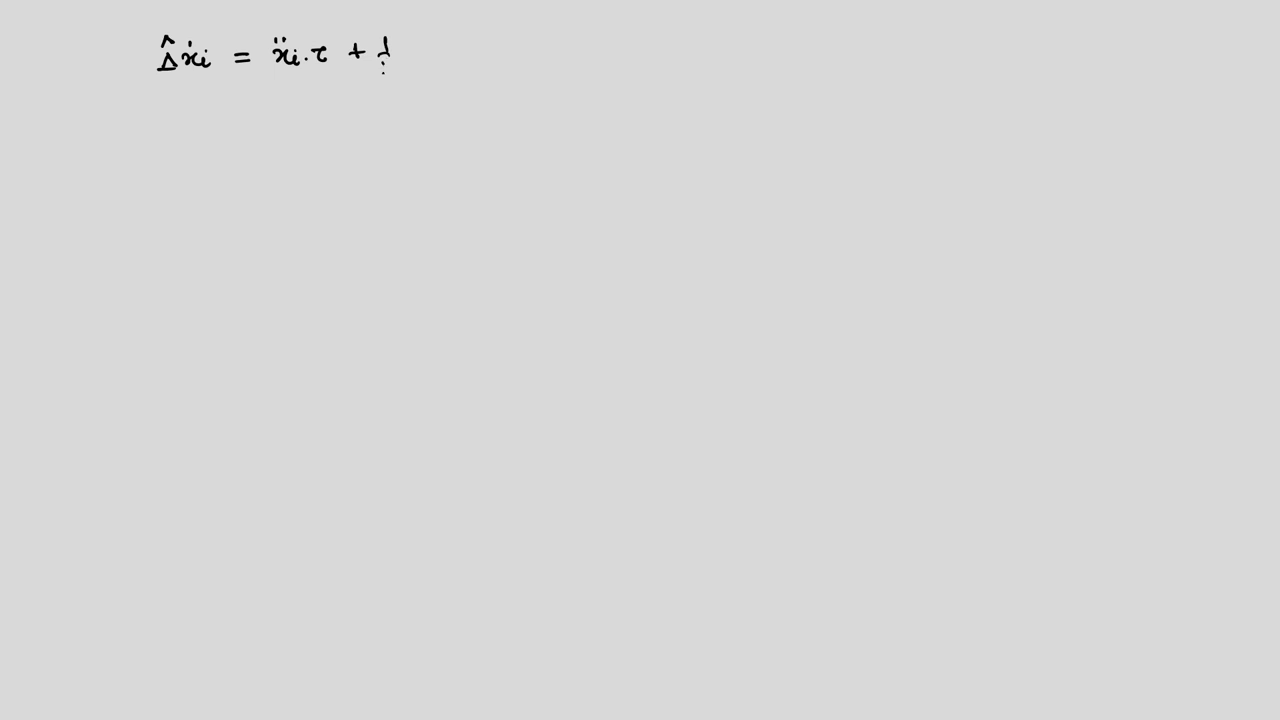 Δ̂ẋᵢ = ẍᵢ.τ +